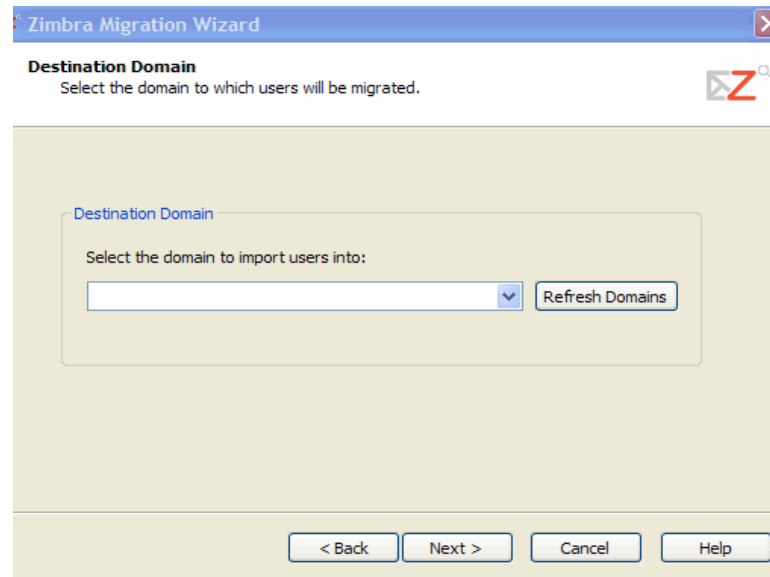 Zimbra Migration Wizard
Destination Domain
Select the domain to which users will be migrated.
Destination Domain
Select the domain to import users into:
Refresh Domains
< Back Next > Cancel Help